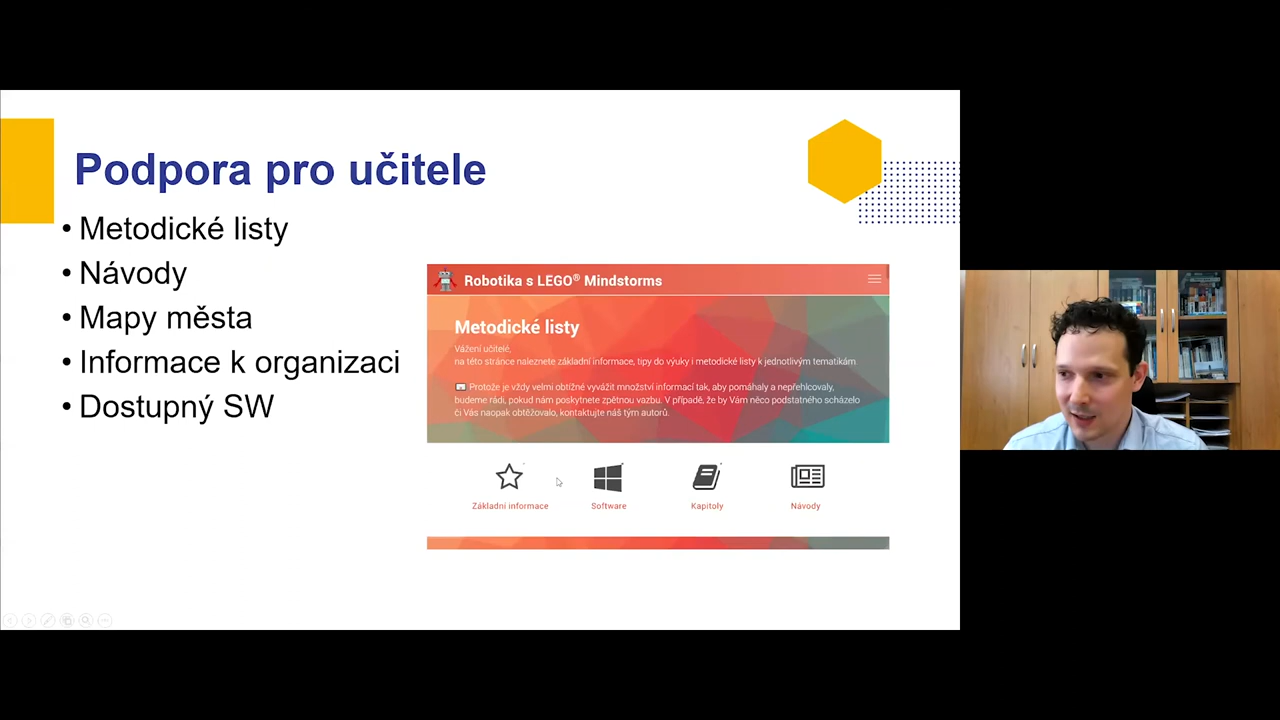 Podpora pro učitele
• Metodické listy
• Návody
• Mapy města
• Informace k organizaci
• Dostupný SW
Robotika s LEGO® Mindstorms
Metodické listy
Vážení učitelé,
na této stránce naleznete základní informace, tipy do výuky i metodické listy k jednotlivým tematikám.
Protože je vždy velmi obtížné vyvážit množství informací tak, aby pomáhaly a nepřehlcovaly,
budeme rádi, pokud nám poskytnete zpětnou vazbu. V případě, že by Vám něco podstatného scházelo
či Vás naopak obtěžovalo, kontaktujte náš tým autorů.
Základní informace
Software
Kapitoly
Návody